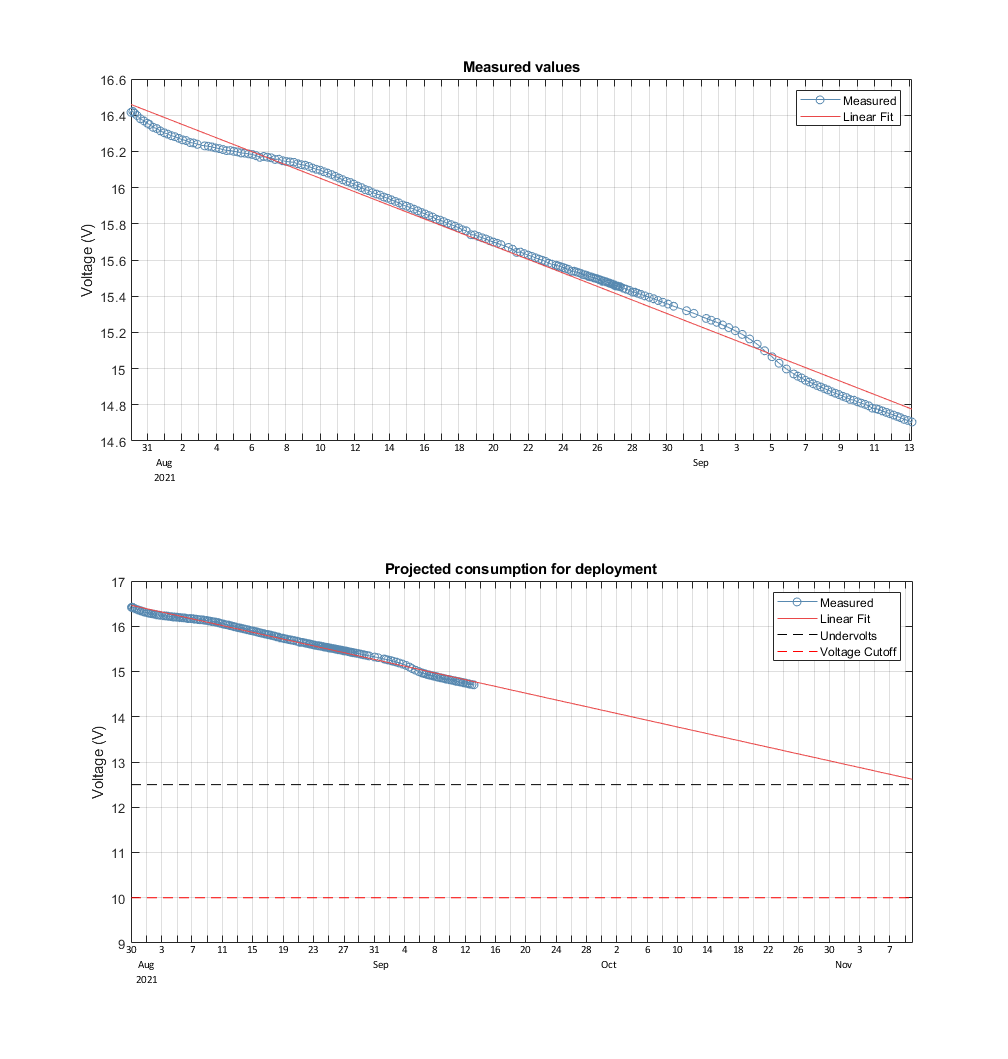 Measured values
16.6
16.4
16.2
16
15.8
15.6
15.4
15.2
15
14.8
14.6
Voltage (V)
Measured
Linear Fit
31 2 4 6 8 10 12 14 16 18 20 22 24 26 28 30 1 3 5 7 9 11 13
Aug Sep
2021
Projected consumption for deployment
17
16
15
14
13
12
11
10
9
Voltage (V)
Measured
Linear Fit
Undervolts
Voltage Cutoff
30 3 7 11 15 19 23 27 31 4 8 12 16 20 24 28 2 6 10 14 18 22 26 30 3 7
Aug Sep Oct Nov
2021